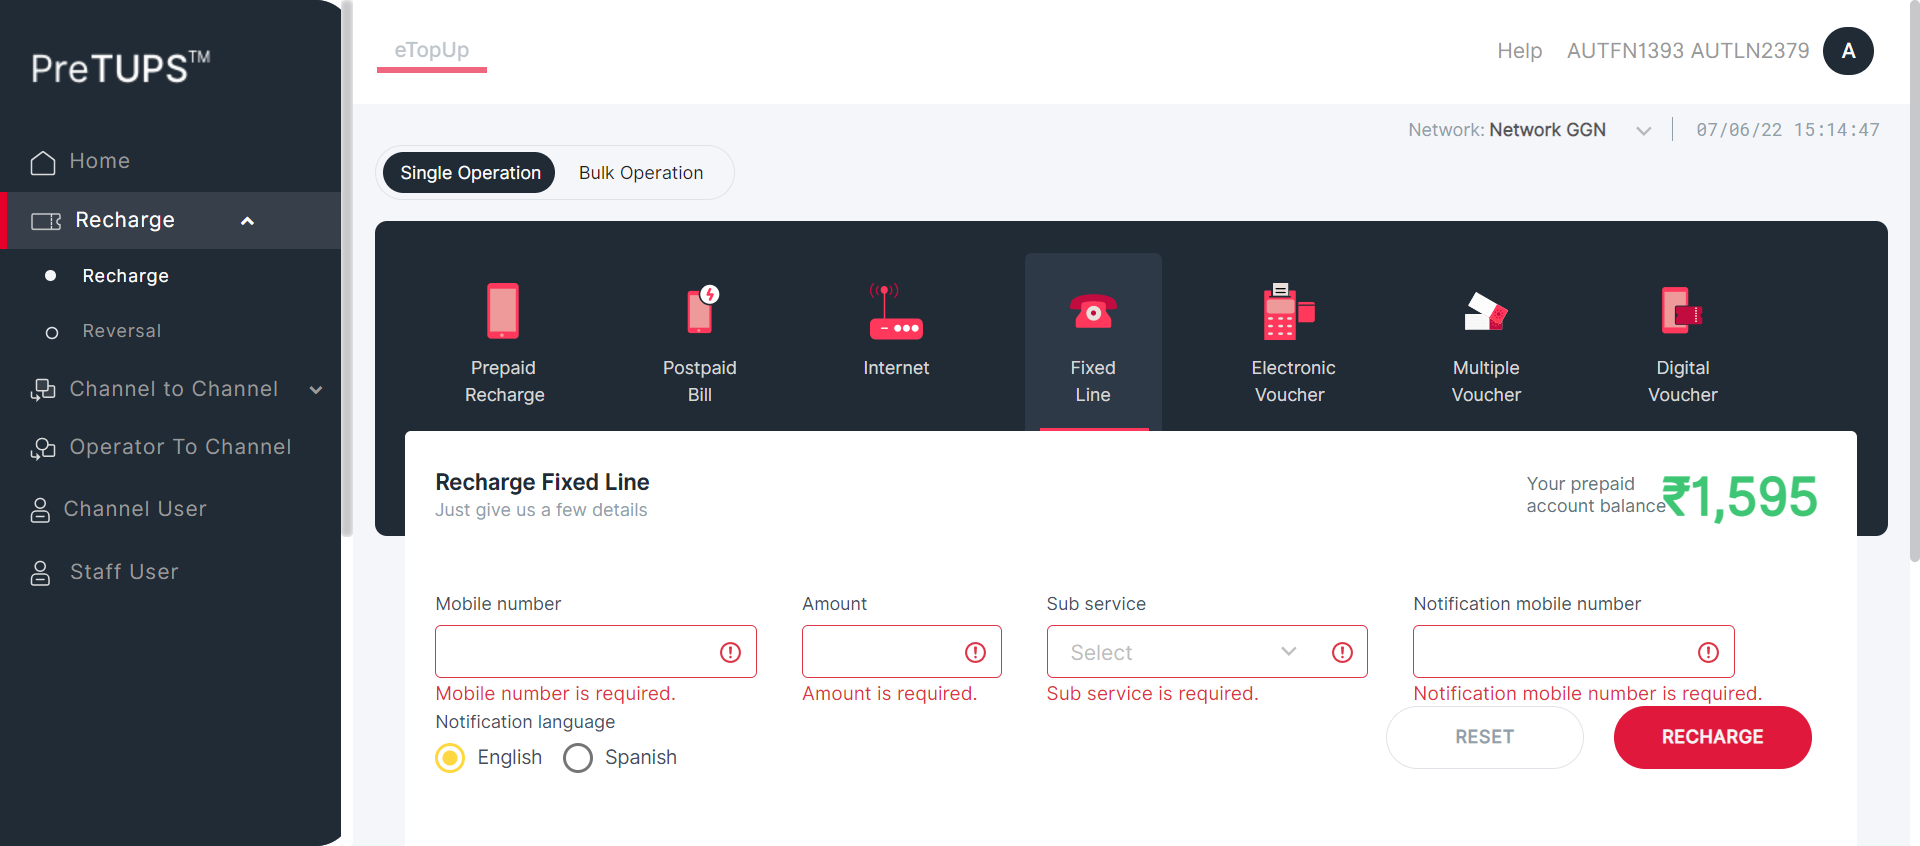 PreTUPS™
eTopUp
Help AUTFN1393 AUTLN2379 A
Network: Network GGN 07/06/22 15:14:47
Home
Recharge
Recharge
Reversal
Channel to Channel
Operator To Channel
Channel User
Staff User
Single Operation Bulk Operation
Prepaid
Recharge
Postpaid
Bill
Internet
Fixed
Line
Electronic
Voucher
Multiple
Voucher
Digital
Voucher
Recharge Fixed Line
Just give us a few details
Your prepaid
account balance
₹1,595
Mobile number
Mobile number is required.
Amount
Amount is required.
Sub service
Select
Sub service is required.
Notification mobile number
Notification mobile number is required.
Notification language
English Spanish
RESET RECHARGE